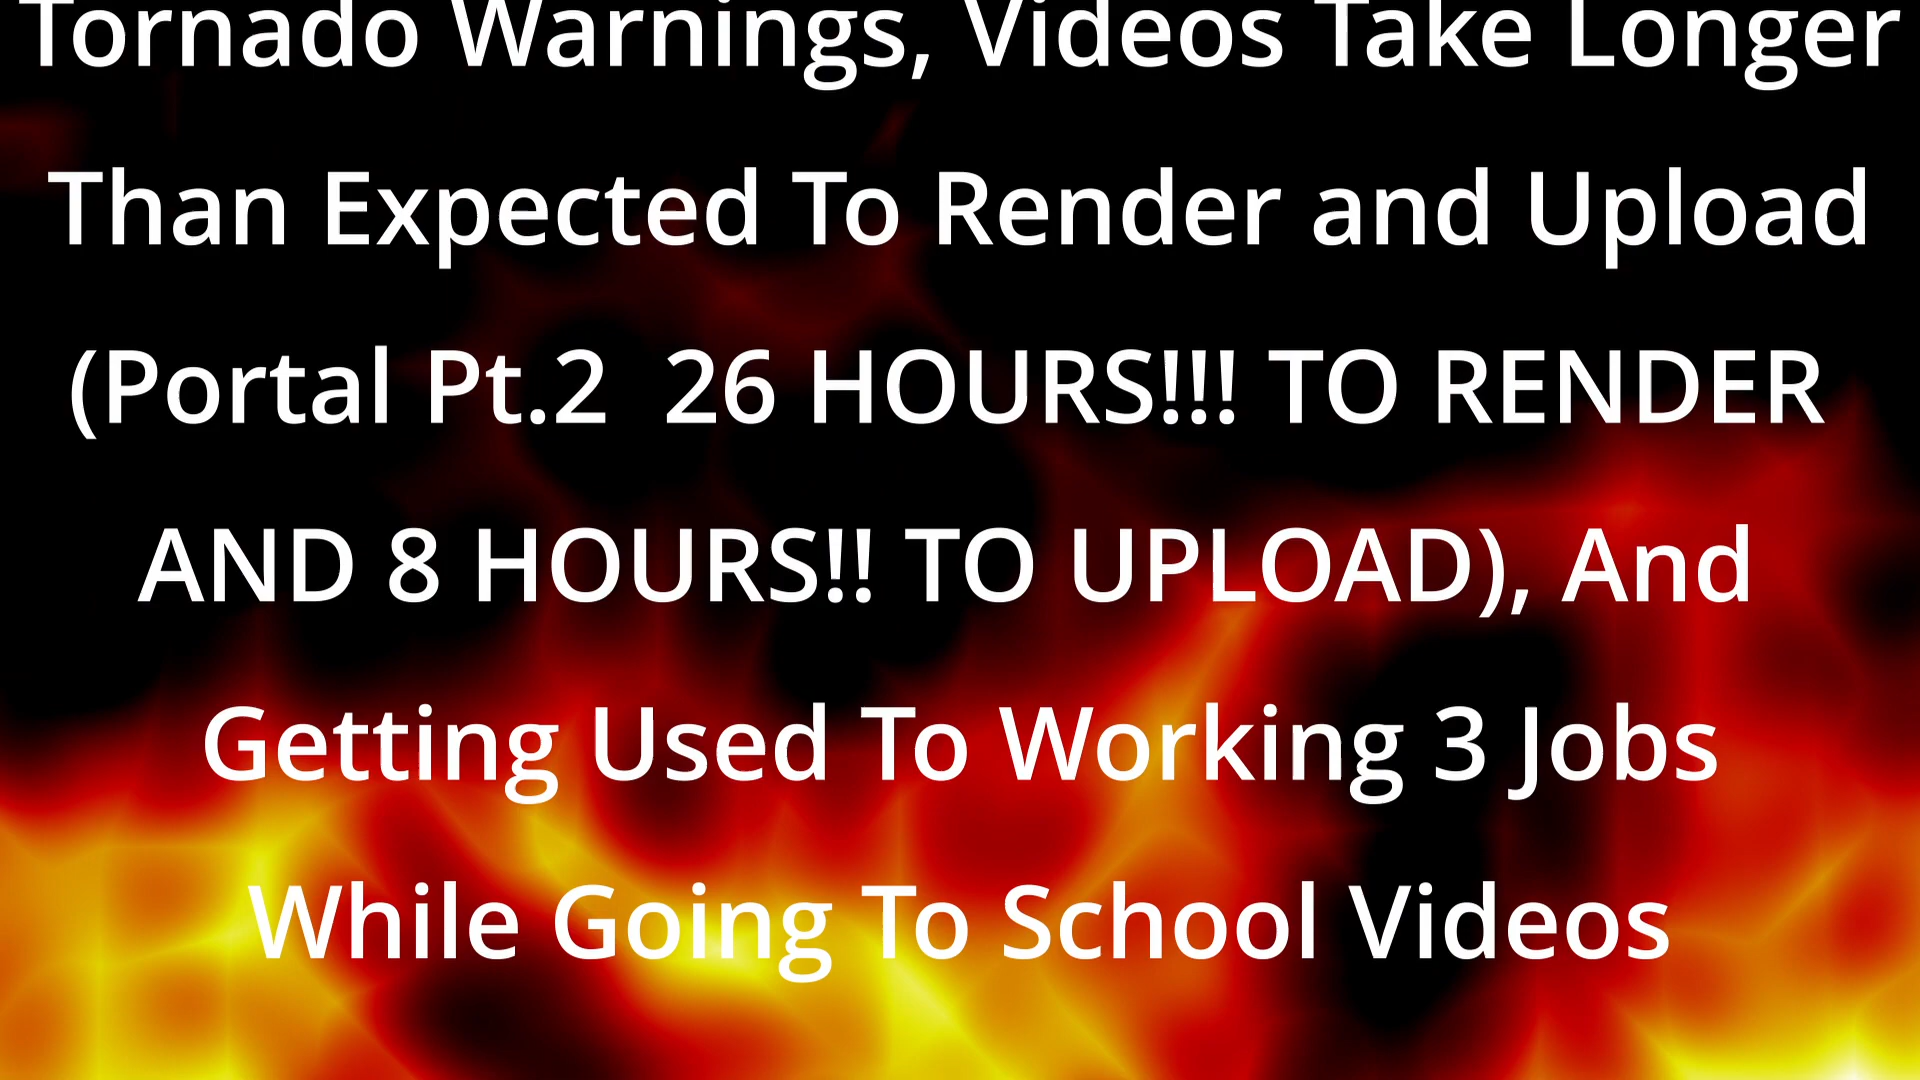 Tornado Warnings, Videos Take Longer
Than Expected To Render and Upload
(Portal Pt.2  26 HOURS!!! TO RENDER
AND 8 HOURS!! TO UPLOAD), And
Getting Used To Working 3 Jobs
While Going To School Videos